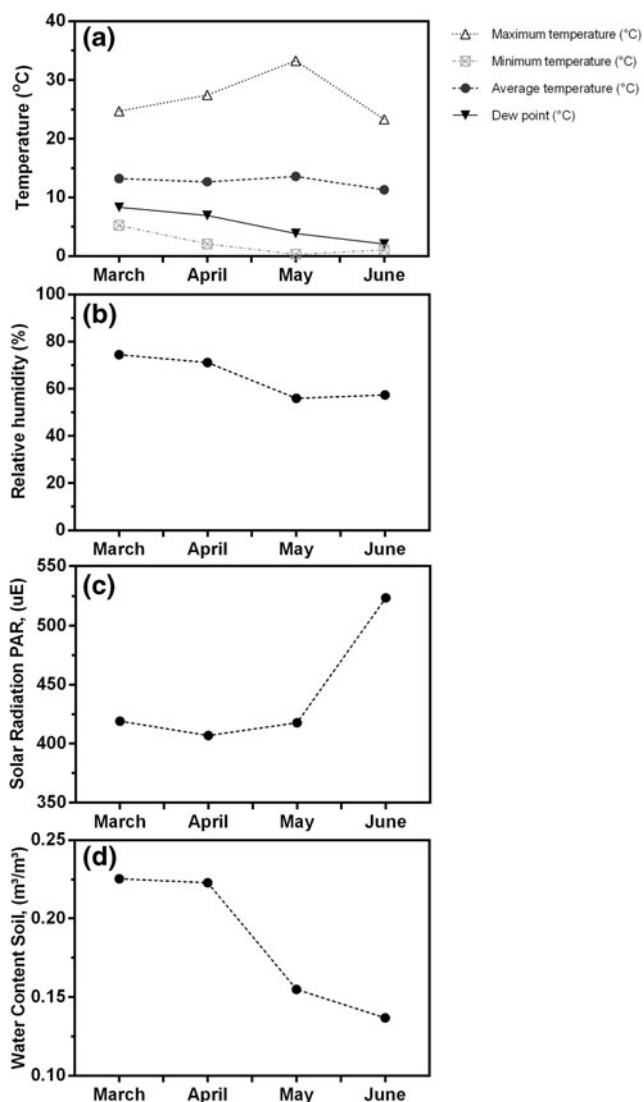 (a)
Temperature (°C)
40
30
20
10
0
March April May June
Maximum temperature (°C)
Minimum temperature (°C)
Average temperature (°C)
Dew point (°C)
(b)
Relative humidity (%)
100
80
60
40
20
0
March April May June
(c)
Solar Radiation PAR, (uE)
550
500
450
400
350
March April May June
(d)
Water Content Soil, (m³/m³)
0.25
0.20
0.15
0.10
March April May June